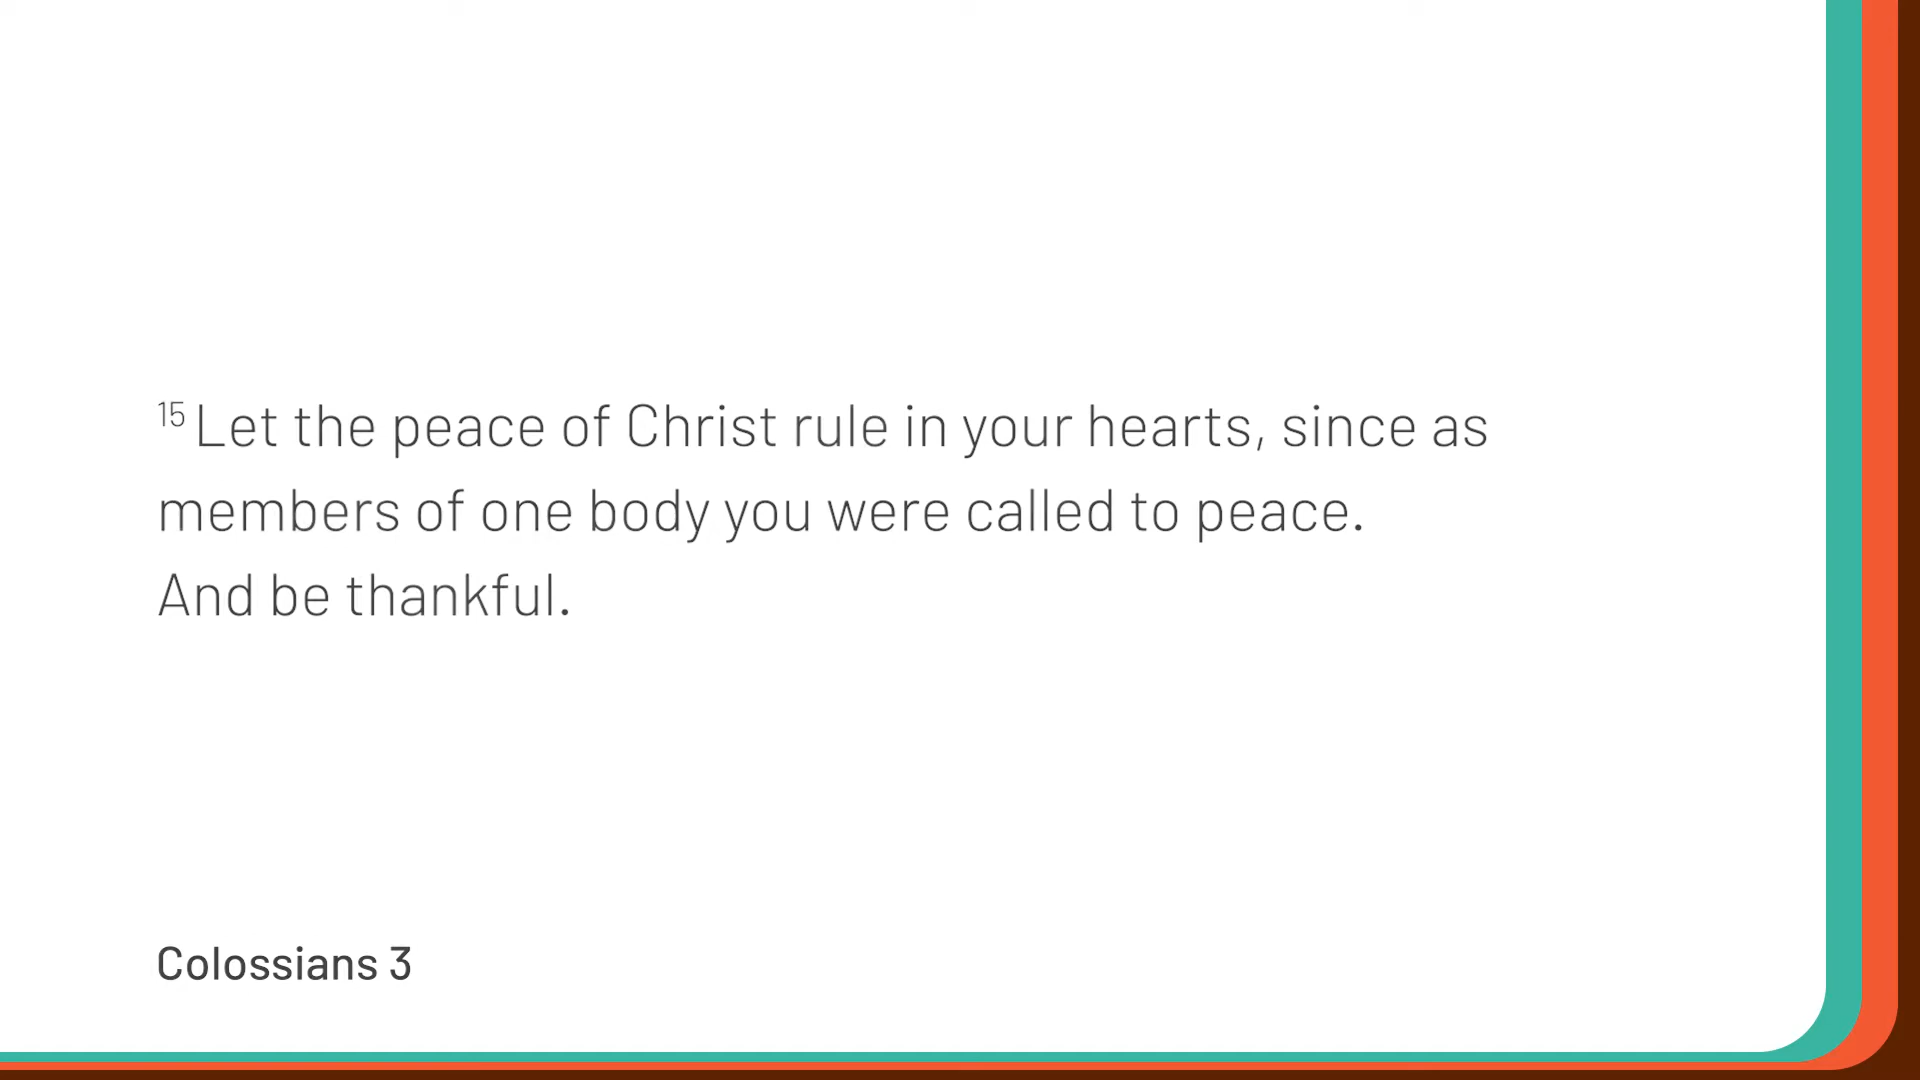 15 Let the peace of Christ rule in your hearts, since as
members of one body you were called to peace.
And be thankful.
Colossians 3